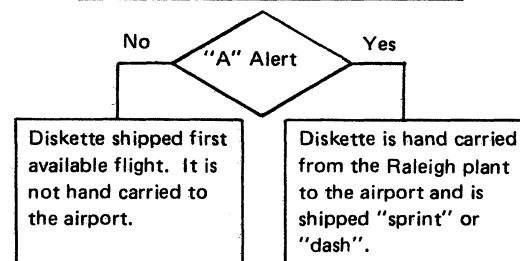 No
"A" Alert
Yes
Diskette shipped first
available flight. It is
not hand carried to
the airport.
Diskette is hand carried
from the Raleigh plant
to the airport and is
shipped "sprint" or
"dash".